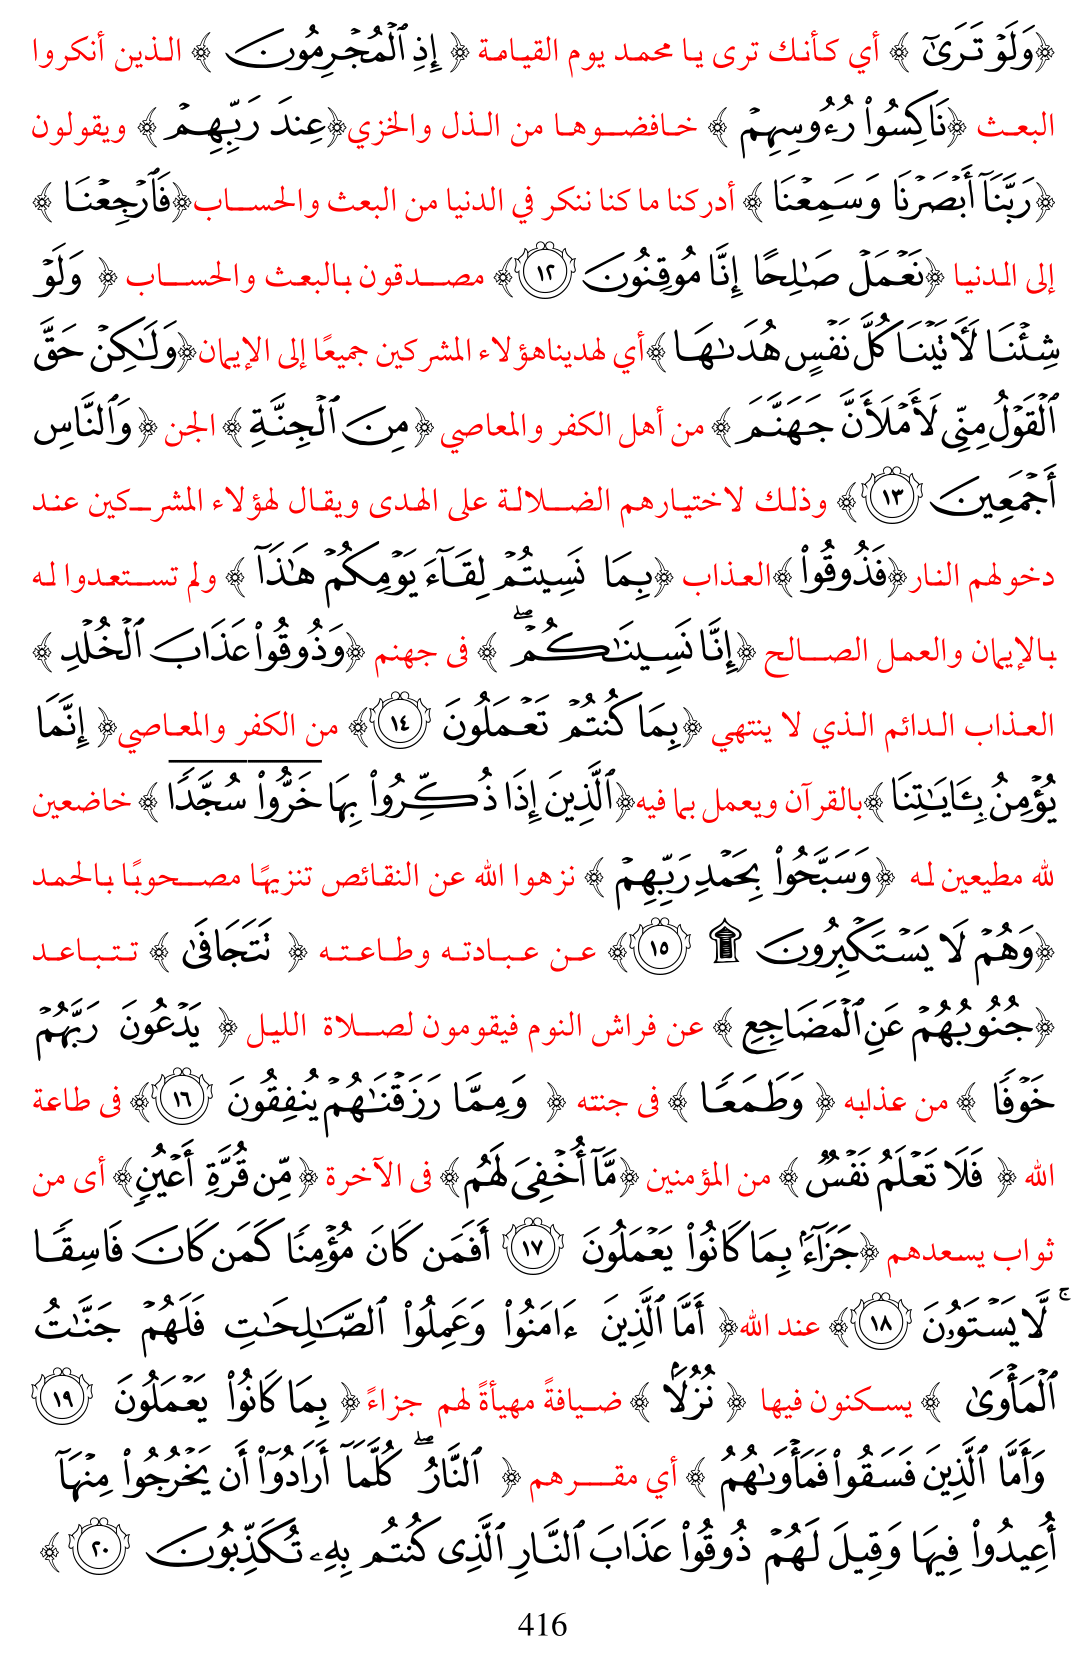 ﴿وَلَوۡ تَرَىٰٓ ﴾ أي كأنك ترى يا محمد يوم القيامة ﴿ إِذِ ٱلۡمُجۡرِمُونَ ﴾ الذين أنكروا
البعث ﴿نَاكِسُواْ رُءُوسِهِمۡ ﴾ خافضوها من الذل والخزي﴿عِندَ رَبِّهِمۡ ﴾ ويقولون
﴿رَبَّنَآ أَبۡصَرۡنَا وَسَمِعۡنَا ﴾ أدركنا ما كنا ننكر في الدنيا من البعث والحساب﴿فَٱرۡجِعۡنَا ﴾
إلى الدنيا ﴿نَعۡمَلۡ صَٰلِحًا إِنَّا مُوقِنُونَ ١٢﴾ مصدقون بالبعث والحساب ﴿ وَلَوۡ
شِئۡنَا لَأٓتَيۡنَا كُلَّ نَفۡسٍ هُدَىٰهَا ﴾أي لهديناهؤلاء المشركين جميعًا إلى الإيمان﴿وَلَٰكِنۡ حَقَّ
ٱلۡقَوۡلُ مِنِّي لَأَمۡلَأَنَّ جَهَنَّمَ ﴾ من أهل الكفر والمعاصي ﴿مِنَ ٱلۡجِنَّةِ ﴾ الجن ﴿ وَٱلنَّاسِ
أَجۡمَعِينَ ١٣﴾ وذلك لاختيارهم الضلالة على الهدى ويقال لهؤلاء المشركين عند
دخولهم النار﴿فَذُوقُواْ ﴾العذاب ﴿بِمَا نَسِيتُمۡ لِقَآءَ يَوۡمِكُمۡ هَٰذَآ ﴾ ولم تستعدوا له
بالإيمان والعمل الصالح ﴿إِنَّا نَسِينَٰكُمۡۖ ﴾ فى جهنم ﴿وَذُوقُواْ عَذَابَ ٱلۡخُلۡدِ ﴾
العذاب الدائم الذي لا ينتهي ﴿بِمَا كُنتُمۡ تَعۡمَلُونَ ١٤﴾ من الكفر والمعاصي﴿ إِنَّمَا
يُؤۡمِنُ بِـَٔايَٰتِنَا ﴾بالقرآن ويعمل بما فيه﴿ٱلَّذِينَ إِذَا ذُكِّرُواْ بِهَا خَرُّواْۤ سُجَّدٗاۤ ﴾ خاضعين
لله مطيعين له ﴿وَسَبَّحُواْ بِحَمۡدِ رَبِّهِمۡ ﴾ نزهوا الله عن النقائص تنزيهًا مصحوبًا بالحمد
﴿وَهُمۡ لَا يَسۡتَكۡبِرُونَ ۩ ١٥﴾ عن عبادته وطاعته ﴿ تَتَجَافَىٰ ﴾ تتباعد
﴿جُنُوبُهُمۡ عَنِ ٱلۡمَضَاجِعِ ﴾ عن فراش النوم فيقومون لصلاة الليل ﴿ يَدۡعُونَ رَبَّهُمۡ
خَوۡفٗا ﴾ من عذابه ﴿ وَطَمَعٗا ﴾ فى جنته ﴿ وَمِمَّا رَزَقۡنَٰهُمۡ يُنفِقُونَ ١٦﴾ فى طاعة
الله ﴿ فَلَا تَعۡلَمُ نَفۡسٞ ﴾ من المؤمنين ﴿مَّآ أُخۡفِيَ لَهُم ﴾ فى الآخرة ﴿مِّن قُرَّةِ أَعۡيُنٖ﴾ أى من
ثواب يسعدهم ﴿جَزَآءَۢ بِمَا كَانُواْ يَعۡمَلُونَ ١٧ أَفَمَن كَانَ مُؤۡمِنٗا كَمَن كَانَ فَاسِقٗاۚ
لَّا يَسۡتَوُۥنَ ١٨﴾ عند الله﴿ أَمَّا ٱلَّذِينَ ءَامَنُواْ وَعَمِلُواْ ٱلصَّٰلِحَٰتِ فَلَهُمۡ جَنَّٰتُ
ٱلۡمَأۡوَىٰ ﴾ يسكنون فيها ﴿ نُزُلَۢا ﴾ ضيافةً مهيأةً لهم جزاءً﴿ بِمَا كَانُواْ يَعۡمَلُونَ ١٩
وَأَمَّا ٱلَّذِينَ فَسَقُواْ فَمَأۡوَىٰهُمُ ﴾ أي مقرهم ﴿ ٱلنَّارُۖ كُلَّمَآ أَرَادُوٓاْ أَن يَخۡرُجُواْ مِنۡهَآ
أُعِيدُواْ فِيهَا وَقِيلَ لَهُمۡ ذُوقُواْ عَذَابَ ٱلنَّارِ ٱلَّذِي كُنتُم بِهِۦ تُكَذِّبُونَ ٢٠ ﴾
416